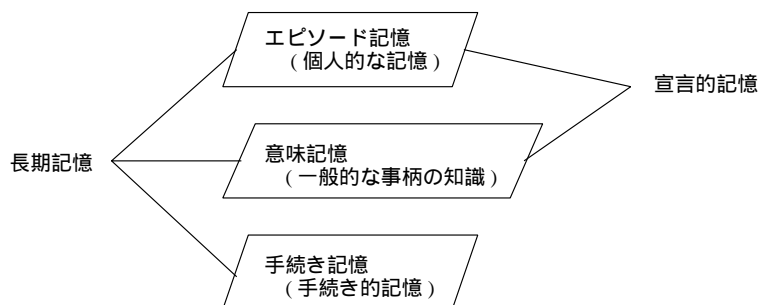 エピソード記憶
(個人的な記憶)
宣言的記憶
意味記憶
(一般的な事柄の知識)
長期記憶
手続き記憶
(手続き的記憶)